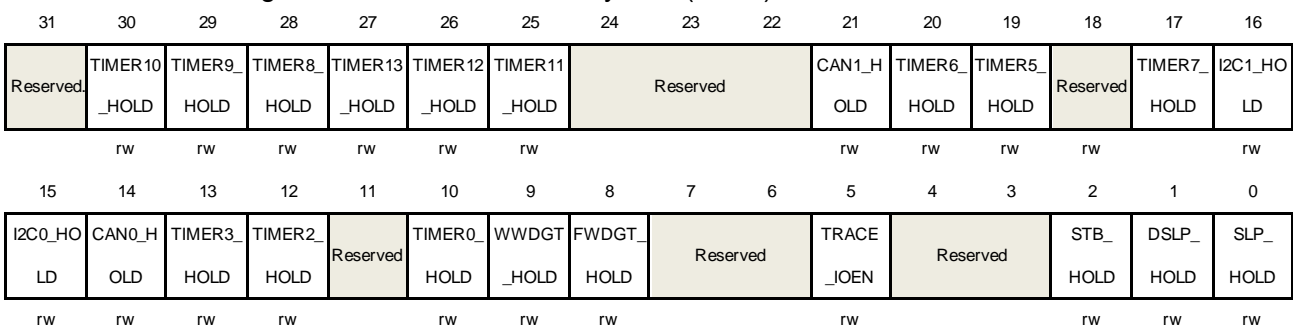 31 30 29 28 27 26 25 24 23 22 21 20 19 18 17 16
Reserved. TIMER10 _HOLD TIMER9_ HOLD TIMER8_ HOLD TIMER13 _HOLD TIMER12 _HOLD TIMER11 _HOLD Reserved CAN1_H OLD TIMER6_ HOLD TIMER5_ HOLD Reserved TIMER7_ HOLD I2C1_HO LD
rw rw rw rw rw rw rw rw rw rw rw
15 14 13 12 11 10 9 8 7 6 5 4 3 2 1 0
I2C0_HO LD CAN0_H OLD TIMER3_ HOLD TIMER2_ HOLD Reserved TIMER0_ HOLD WWDGT _HOLD FWDGT_ HOLD Reserved TRACE _IOEN Reserved STB_ HOLD DSLP_ HOLD SLP_ HOLD
rw rw rw rw rw rw rw rw rw rw rw